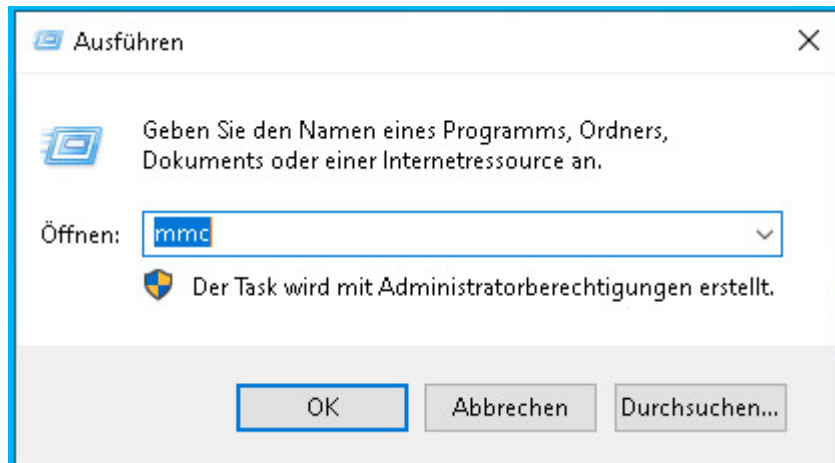 Ausführen
Geben Sie den Namen eines Programms, Ordners,
Dokuments oder einer Internetressource an.
Öffnen: mmc
Der Task wird mit Administratorberechtigungen erstellt.
OK Abbrechen Durchsuchen...